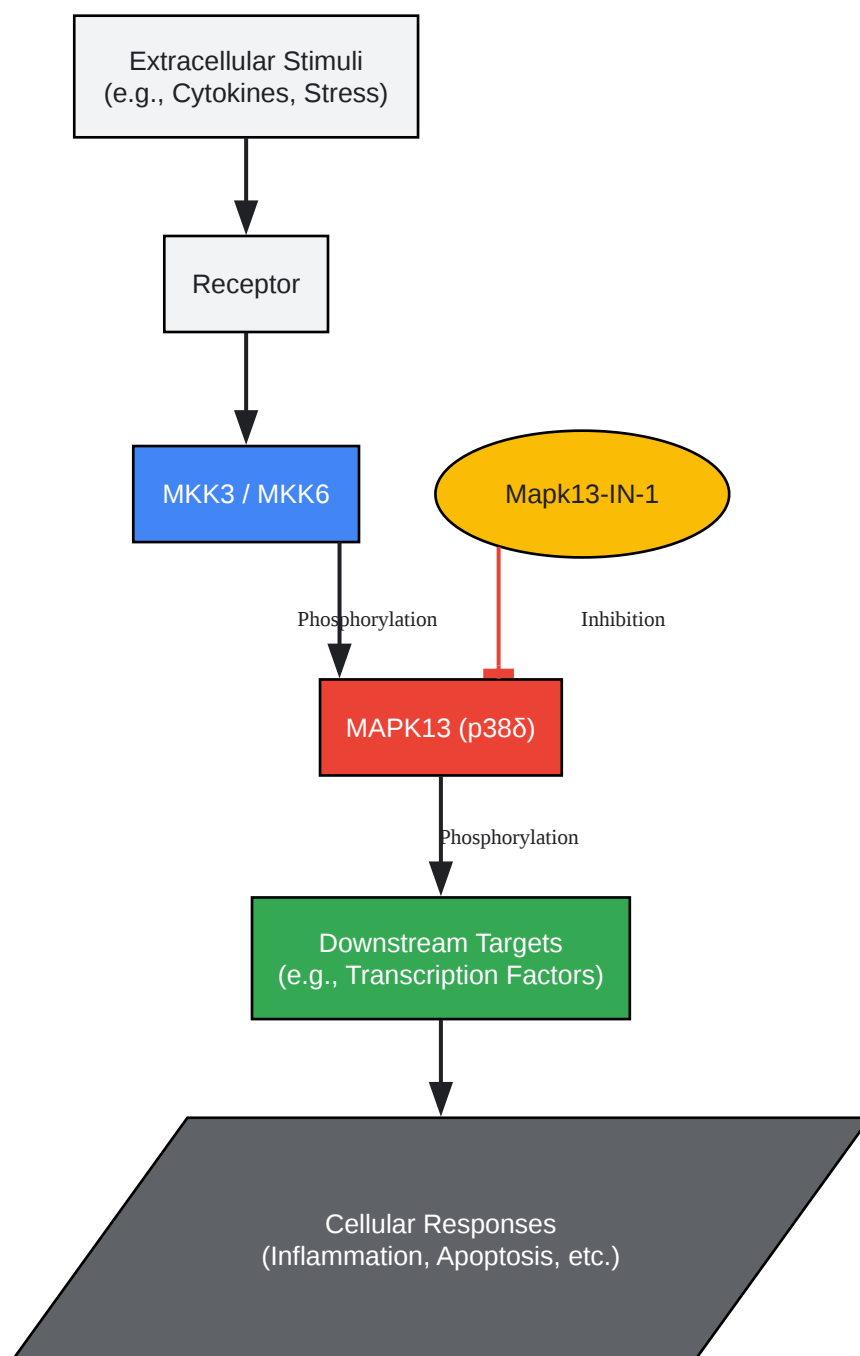 Extracellular Stimuli
(e.g., Cytokines, Stress)
Receptor
MKK3 / MKK6
Mapk13-IN-1
Phosphorylation
Inhibition
MAPK13 (p38δ)
Phosphorylation
Downstream Targets
(e.g., Transcription Factors)
Cellular Responses
(Inflammation, Apoptosis, etc.)